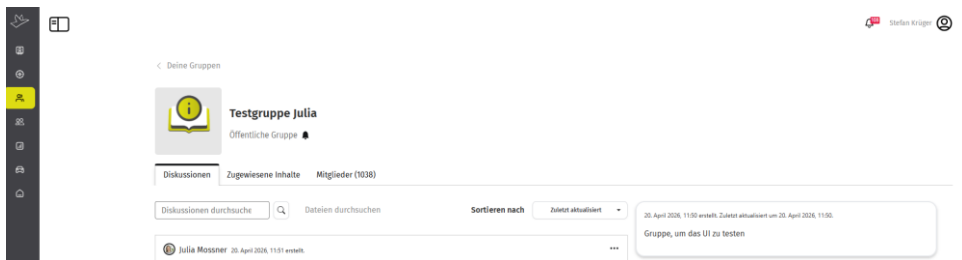 Stefan Krüger
< Deine Gruppen
Testgruppe Julia
Öffentliche Gruppe
Diskussionen Zugewiesene Inhalte Mitglieder (1038)
Diskussionen durchsuche Dateien durchsuchen Sortieren nach Zuletzt aktualisiert
20. April 2026, 11:50 erstellt. Zuletzt aktualisiert um 20. April 2026, 11:50.
Gruppe, um das UI zu testen
Julia Mossner 20. April 2026, 11:51 erstellt. ...